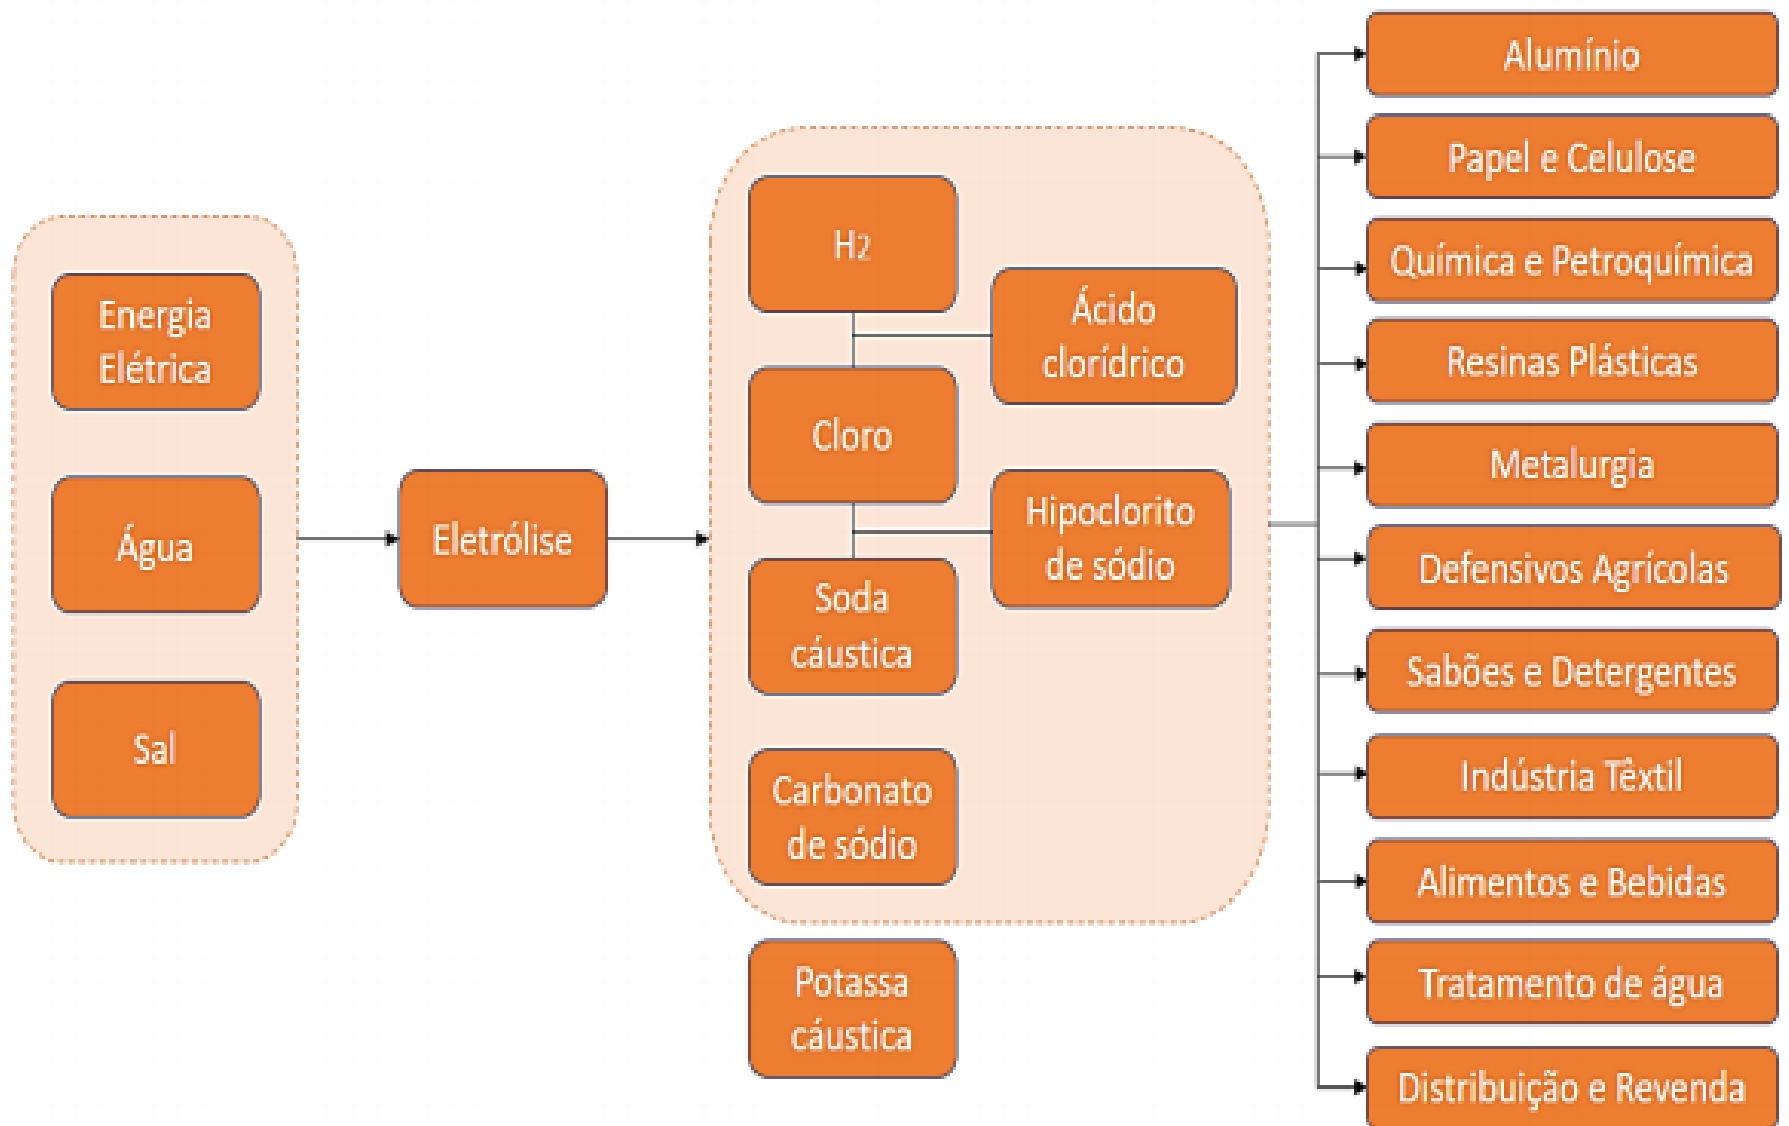 Energia
Elétrica
Água
Sal
Eletrólise
H2
Cloro
Soda
cáustica
Carbonato
de sódio
Potassa
cáustica
Ácido
clorídrico
Hipoclorito
de sódio
Alumínio
Papel e Celulose
Química e Petroquímica
Resinas Plásticas
Metalurgia
Defensivos Agrícolas
Sabões e Detergentes
Indústria Têxtil
Alimentos e Bebidas
Tratamento de água
Distribuição e Revenda